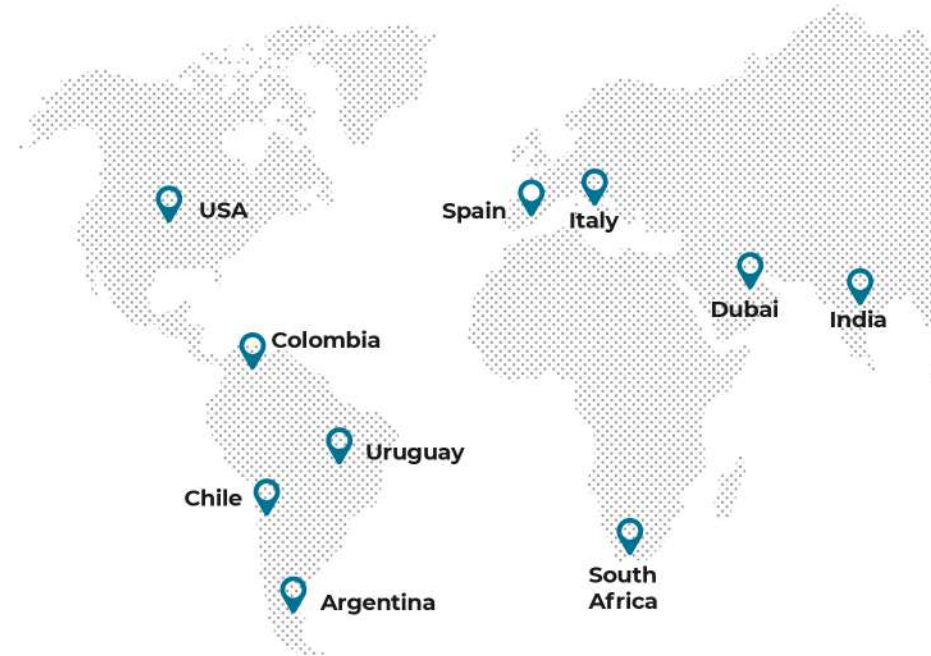 USA
Spain
Italy
Dubai
India
Colombia
Uruguay
Chile
South
Africa
Argentina